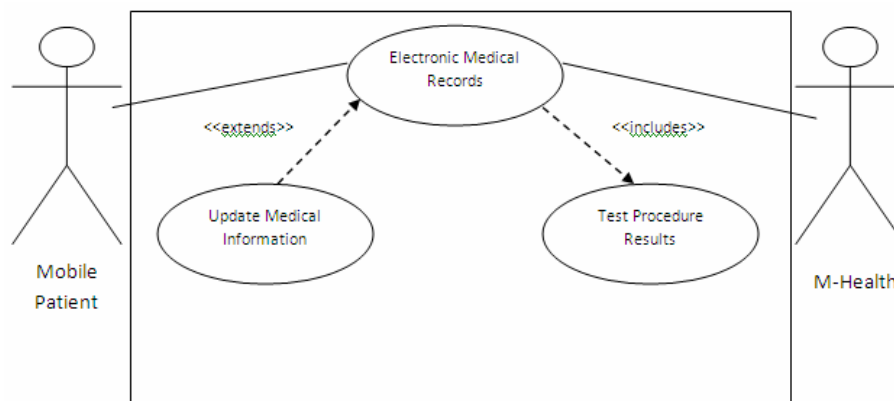 Electronic Medical
Records
<<extends>>
<<includes>>
Update Medical
Information
Test Procedure
Results
Mobile
Patient
M-Health